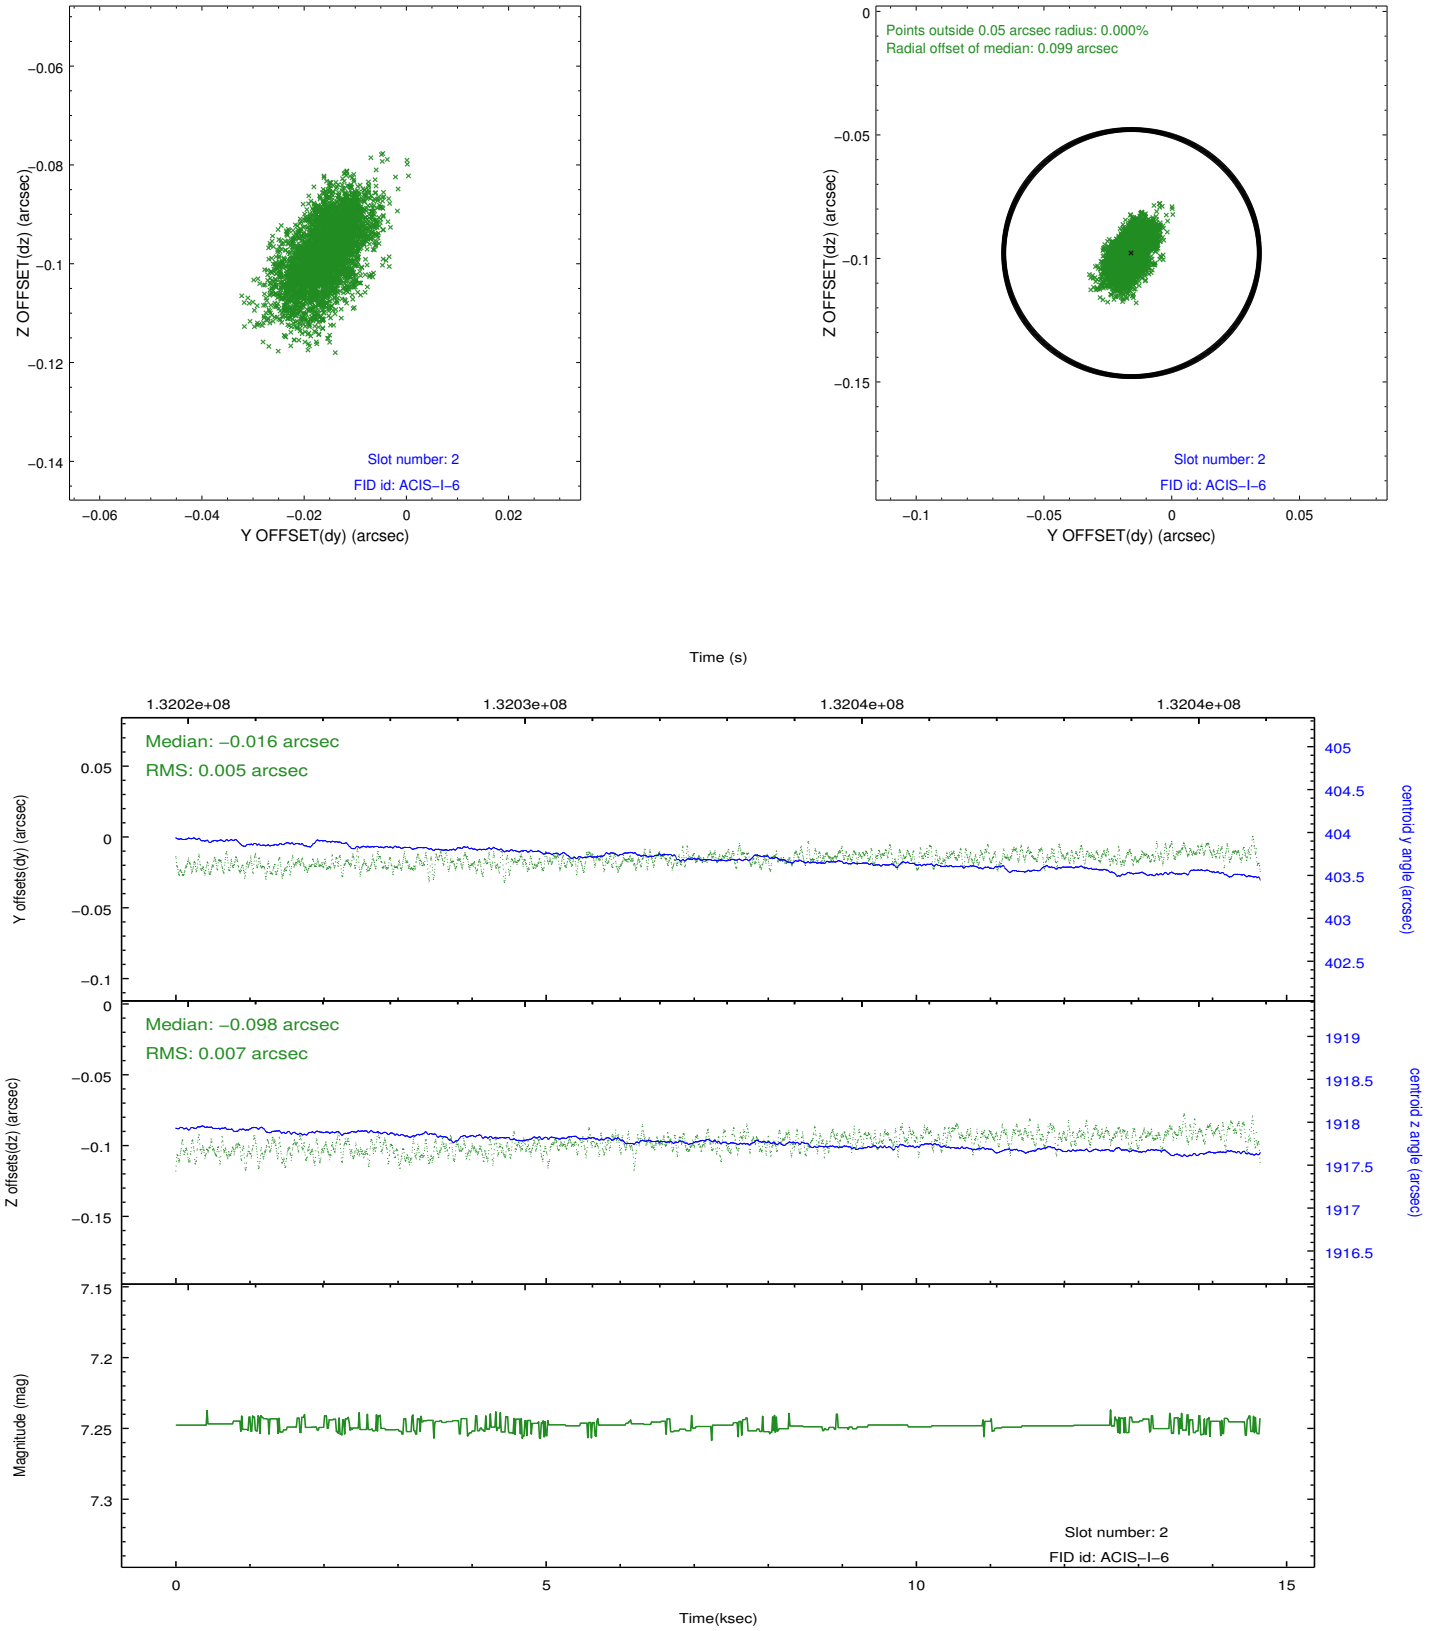 −0.06
−0.08
−0.1
−0.12
−0.14
Z OFFSET(dz) (arcsec)
Slot number: 2
FID id: ACIS−I−6
−0.06
−0.04
−0.02
0
0.02
Y OFFSET(dy) (arcsec)
0
−0.05
−0.1
−0.15
Z OFFSET(dz) (arcsec)
Points outside 0.05 arcsec radius: 0.000%
Radial offset of median: 0.099 arcsec
Slot number: 2
FID id: ACIS−I−6
−0.1
−0.05
0
0.05
Y OFFSET(dy) (arcsec)
Time (s)
1.3202e+08
1.3203e+08
1.3204e+08
1.3204e+08
Median: −0.016 arcsec
RMS: 0.005 arcsec
0.05
0
−0.05
−0.1
Y offsets(dy) (arcsec)
405
404.5
404
403.5
403
402.5
centroid y angle (arcsec)
Median: −0.098 arcsec
RMS: 0.007 arcsec
0
−0.05
−0.1
−0.15
Z offsets(dz) (arcsec)
1919
1918.5
1918
1917.5
1917
1916.5
centroid z angle (arcsec)
7.15
7.2
7.25
7.3
Magnitude (mag)
Slot number: 2
FID id: ACIS−I−6
0
5
10
15
Time(ksec)